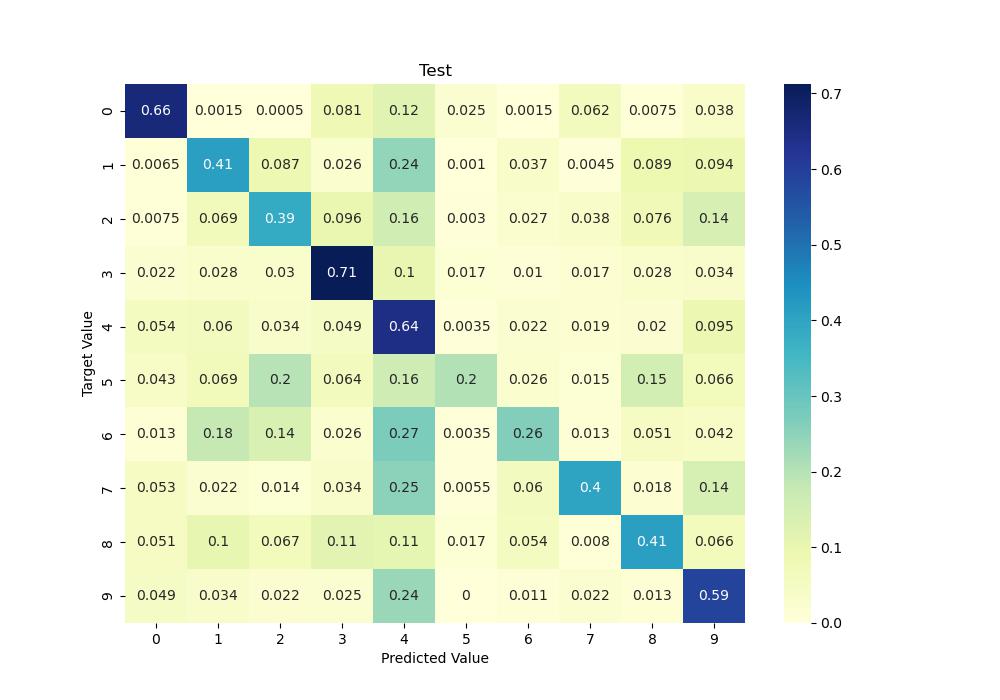 Test
0 0.66 0.0015 0.0005 0.081 0.12 0.025 0.0015 0.062 0.0075 0.038
1 0.0065 0.41 0.087 0.026 0.24 0.001 0.037 0.0045 0.089 0.094
2 0.0075 0.069 0.39 0.096 0.16 0.003 0.027 0.038 0.076 0.14
3 0.022 0.028 0.03 0.71 0.1 0.017 0.01 0.017 0.028 0.034
4 0.054 0.06 0.034 0.049 0.64 0.0035 0.022 0.019 0.02 0.095
5 0.043 0.069 0.2 0.064 0.16 0.2 0.026 0.015 0.15 0.066
6 0.013 0.18 0.14 0.026 0.27 0.0035 0.26 0.013 0.051 0.042
7 0.053 0.022 0.014 0.034 0.25 0.0055 0.06 0.4 0.018 0.14
8 0.051 0.1 0.067 0.11 0.11 0.017 0.054 0.008 0.41 0.066
9 0.049 0.034 0.022 0.025 0.24 0 0.011 0.022 0.013 0.59
0 1 2 3 4 5 6 7 8 9
Predicted Value
Target Value
0.7
0.6
0.5
0.4
0.3
0.2
0.1
0.0